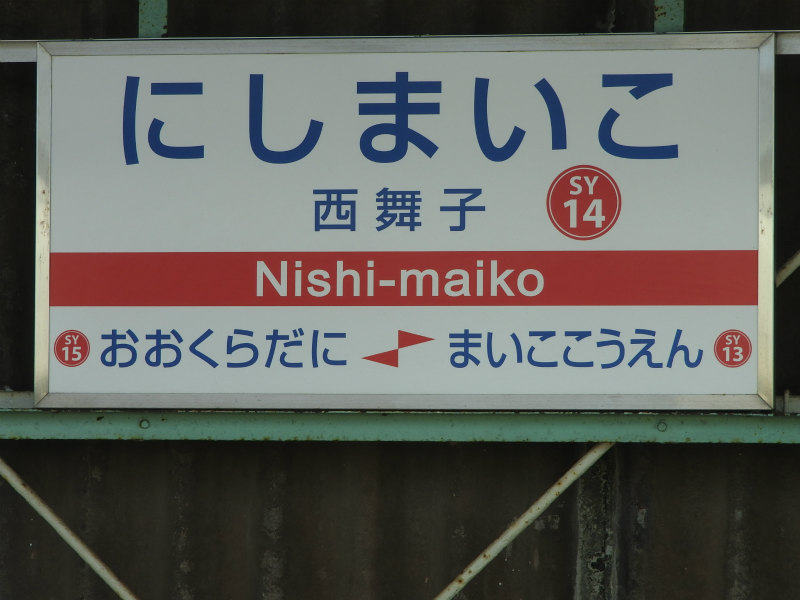 にしまいこ
西舞子 SY 14
Nishi-maiko
SY 15 おおくらだに まいここうえん SY 13